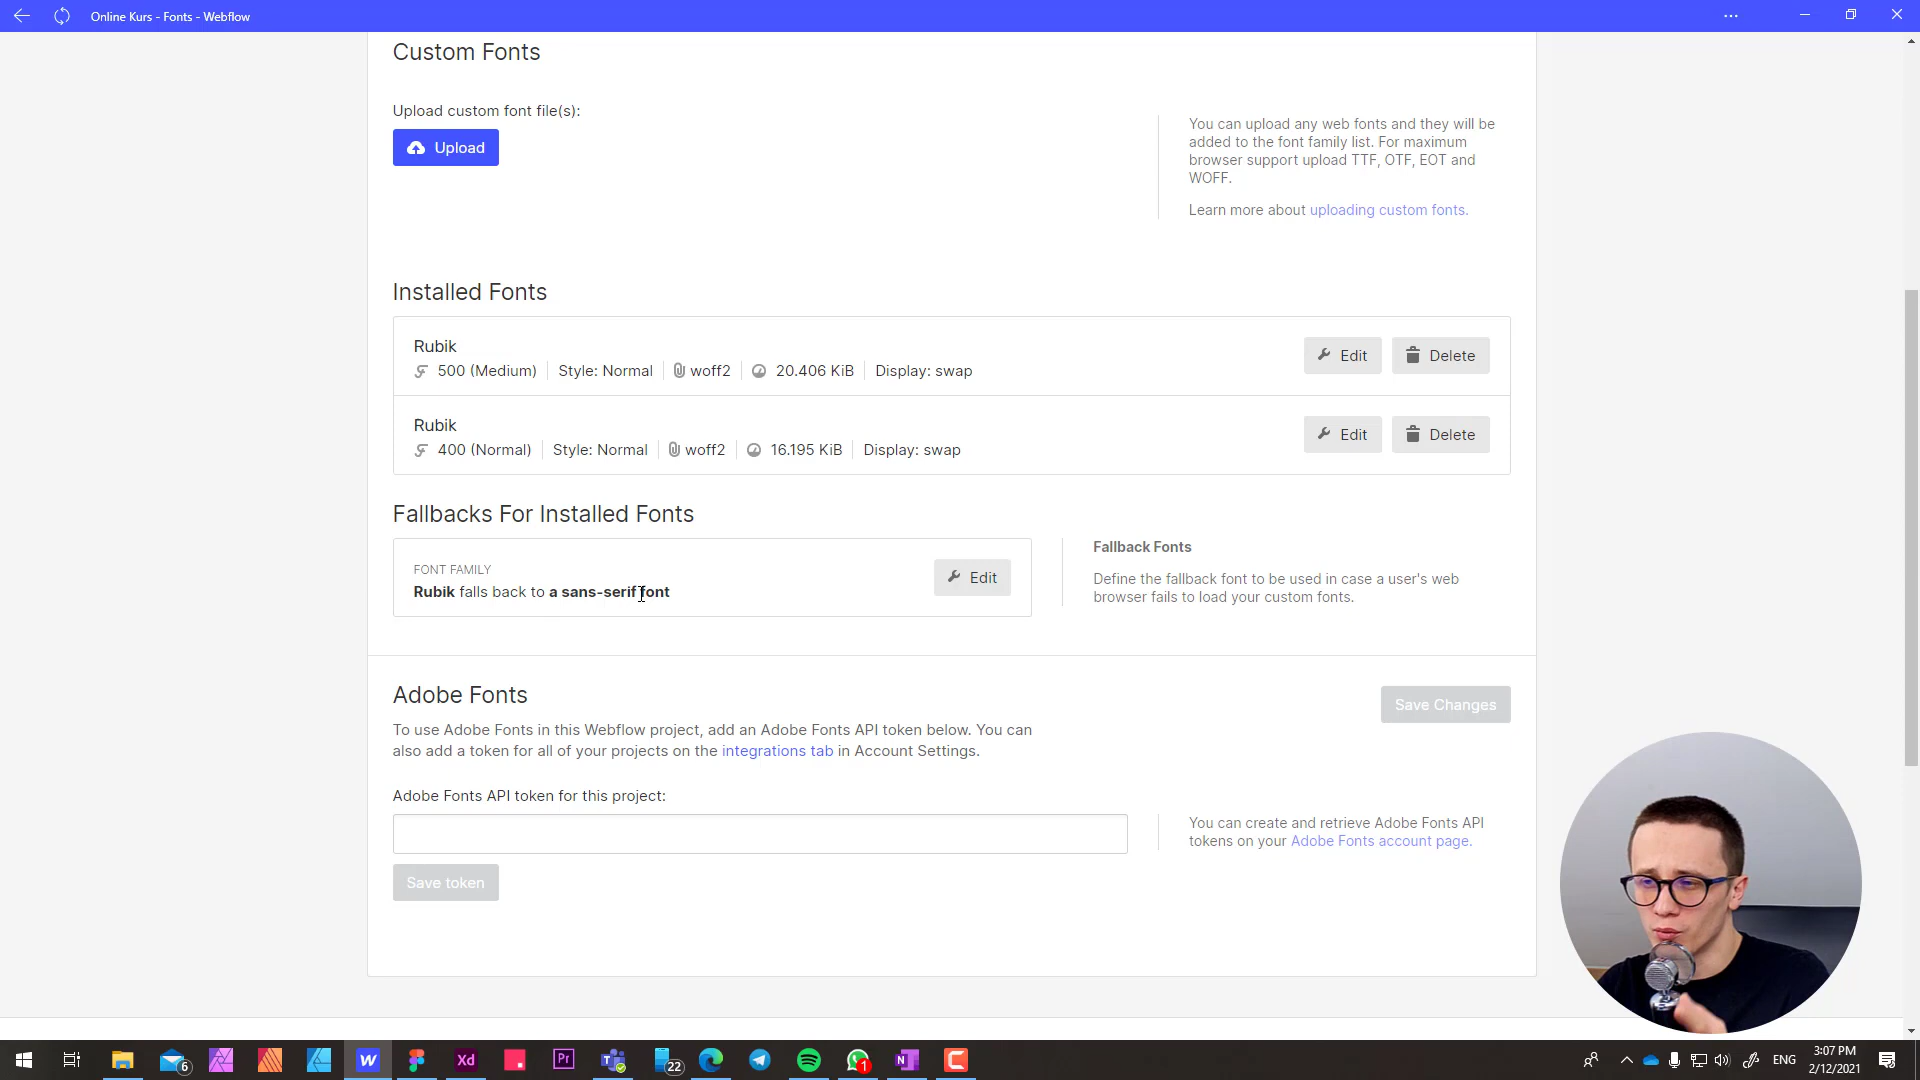 Online Kurs - Fonts - Webflow
Custom Fonts
Upload custom font file(s):
Upload
You can upload any web fonts and they will be
added to the font family list. For maximum
browser support upload TTF, OTF, EOT and
WOFF.
Learn more about uploading custom fonts.
Installed Fonts
Rubik
500 (Medium) Style: Normal woff2 20.406 KiB Display: swap
Edit Delete
Rubik
400 (Normal) Style: Normal woff2 16.195 KiB Display: swap
Edit Delete
Fallbacks For Installed Fonts
FONT FAMILY
Rubik falls back to a sans-serif font
Edit
Fallback Fonts
Define the fallback font to be used in case a user's web
browser fails to load your custom fonts.
Adobe Fonts
Save Changes
To use Adobe Fonts in this Webflow project, add an Adobe Fonts API token below. You can
also add a token for all of your projects on the integrations tab in Account Settings.
Adobe Fonts API token for this project:
You can create and retrieve Adobe Fonts API
tokens on your Adobe Fonts account page.
Save token
6
W
Xd
Pr
T
22
1
N
C
ENG
3:07 PM
2/12/2021